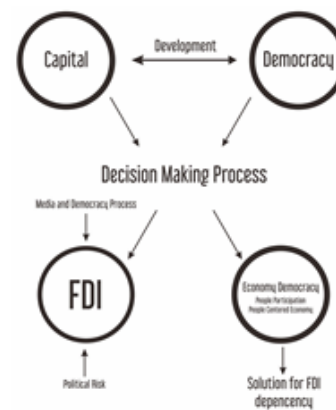 Development
Capital
Democracy
Decision Making Process
Media and Democracy Process
FDI
Economy Democracy
People Participation
People Centered Economy
Political Risk
Solution for FDI
depencency